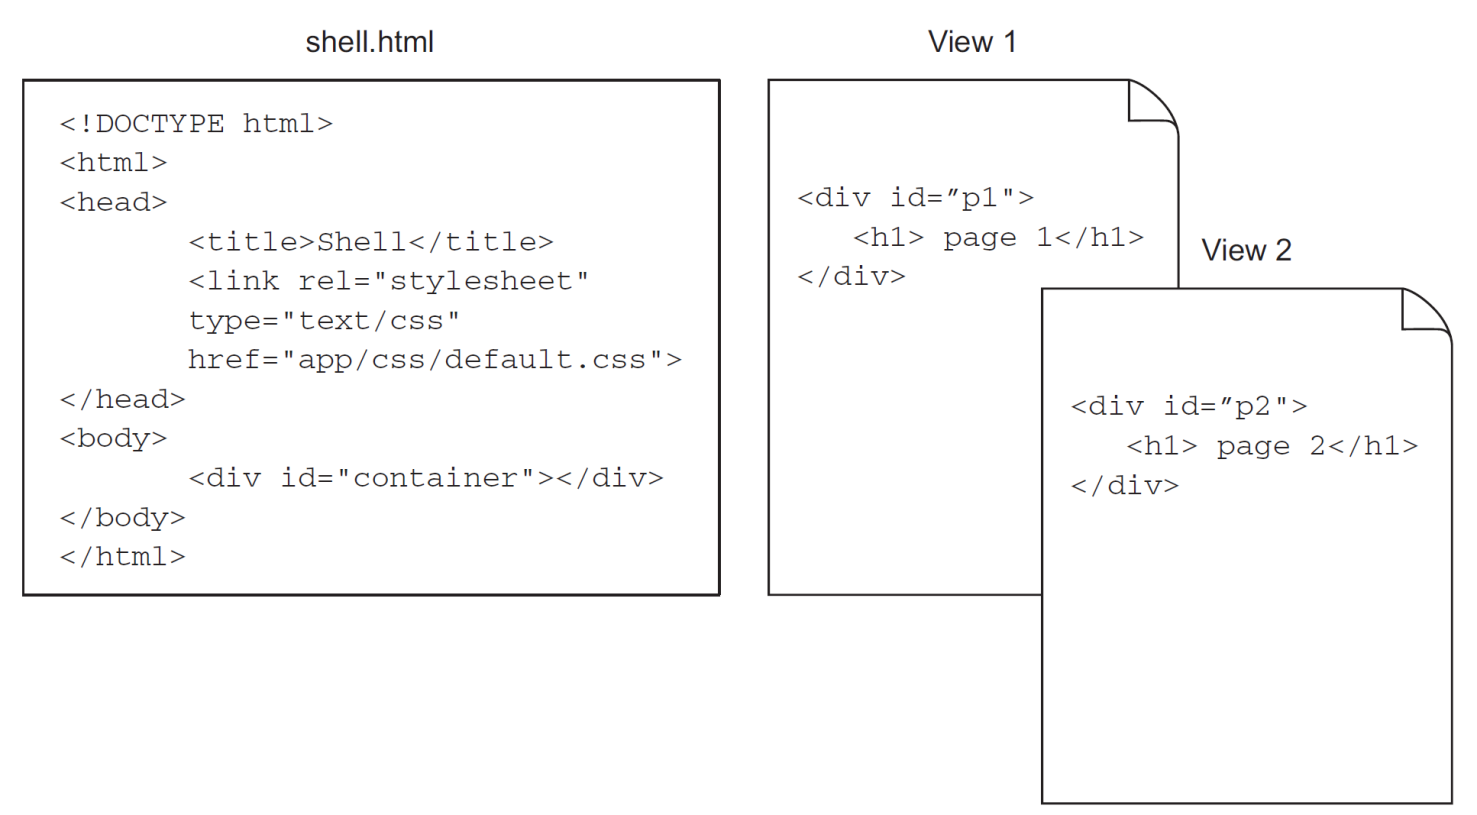 shell.html
<!DOCTYPE html>
<html>
<head>
<title>Shell</title>
<link rel="stylesheet"
type="text/css"
href="app/css/default.css">
</head>
<body>
<div id="container"></div>
</body>
</html>
View 1
<div id=”p1">
<h1> page 1</h1>
</div>
View 2
<div id=”p2">
<h1> page 2</h1>
</div>